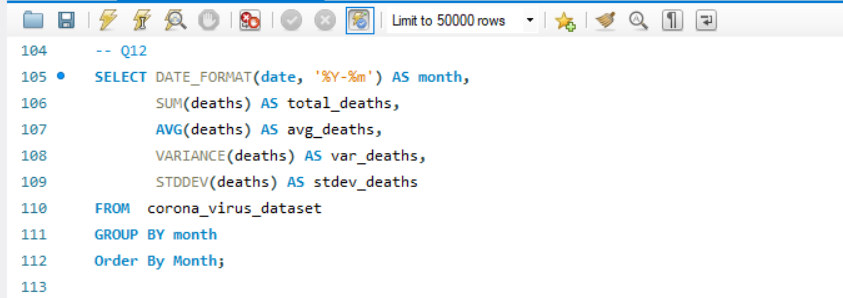 Limit to 50000 rows
104 -- Q12
105 SELECT DATE_FORMAT(date, '%Y-%m') AS month,
106 SUM(deaths) AS total_deaths,
107 AVG(deaths) AS avg_deaths,
108 VARIANCE(deaths) AS var_deaths,
109 STDDEV(deaths) AS stdev_deaths
110 FROM corona_virus_dataset
111 GROUP BY month
112 Order By Month;
113